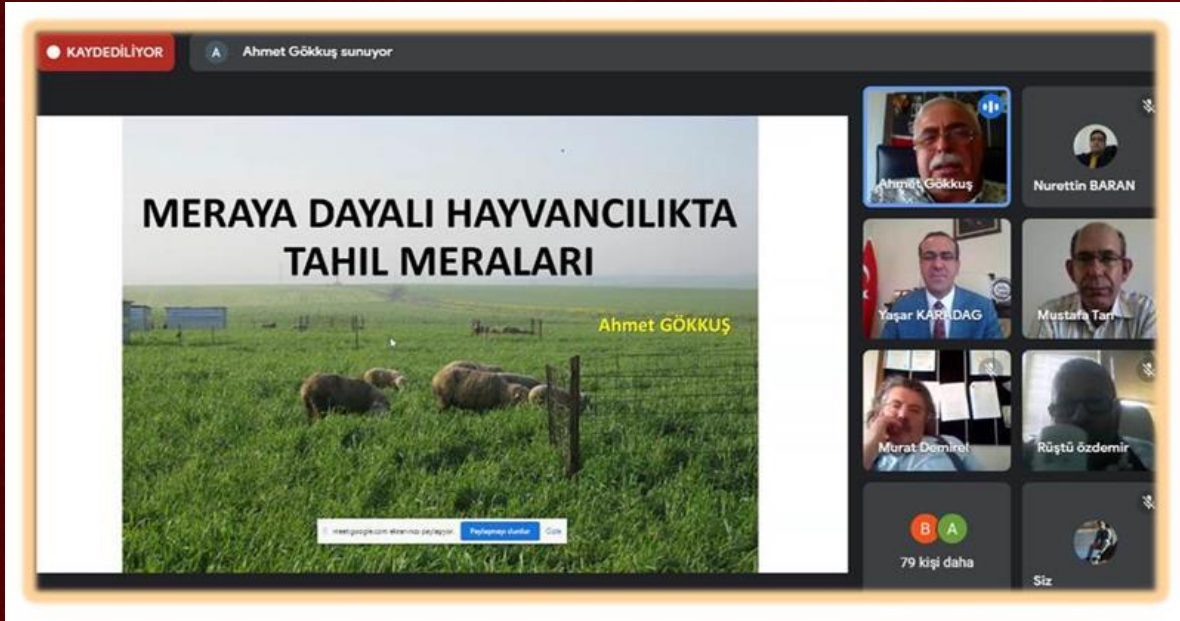 KAYDEDİLİYOR
A Ahmet Gökkuş sunuyor
MERAYA DAYALI HAYVANCILIKTA
TAHIL MERALARI
Ahmet GÖKKUŞ
meet.google.com ekranınızı paylaşıyor. Paylaşmayı durdur Gizle
Ahmet Gökkuş
Nurettin BARAN
Yaşar KARADAG
Mustafa Tan
Murat Demirel
Rüştü özdemir
B A
79 kişi daha
Siz